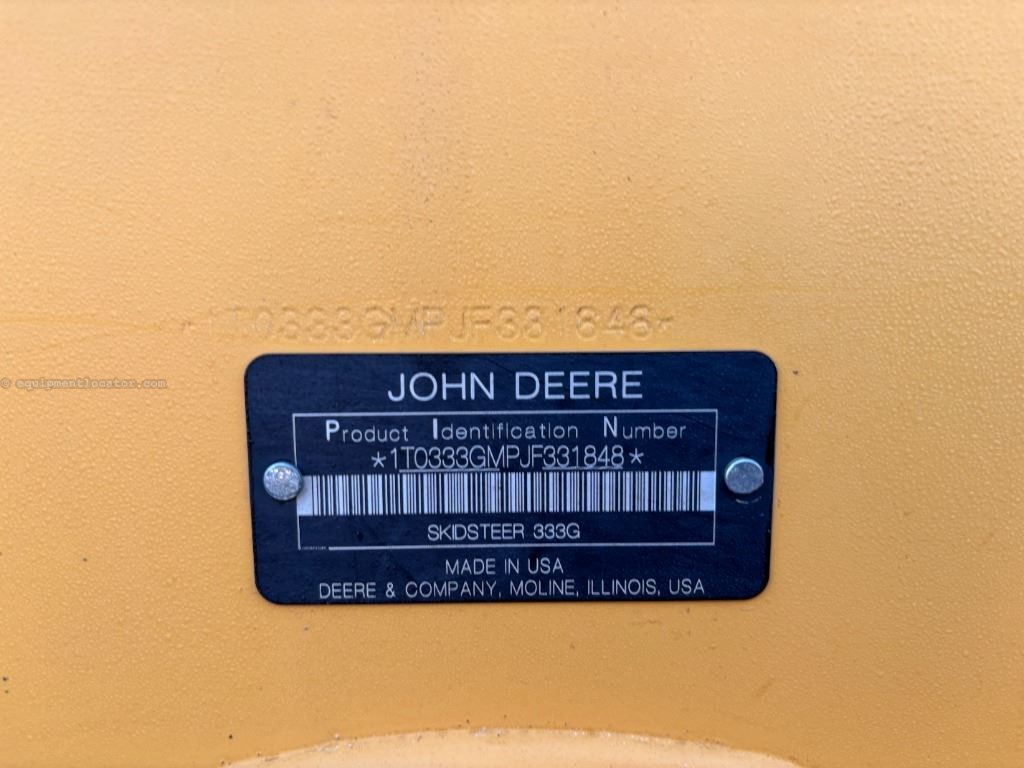 *1T0333GMPJF331848*
JOHN DEERE
© equipmentlocator.com
Product Identification Number
*1T0333GMPJF331848*
SKIDSTEER 333G
MADE IN USA
DEERE & COMPANY, MOLINE, ILLINOIS, USA